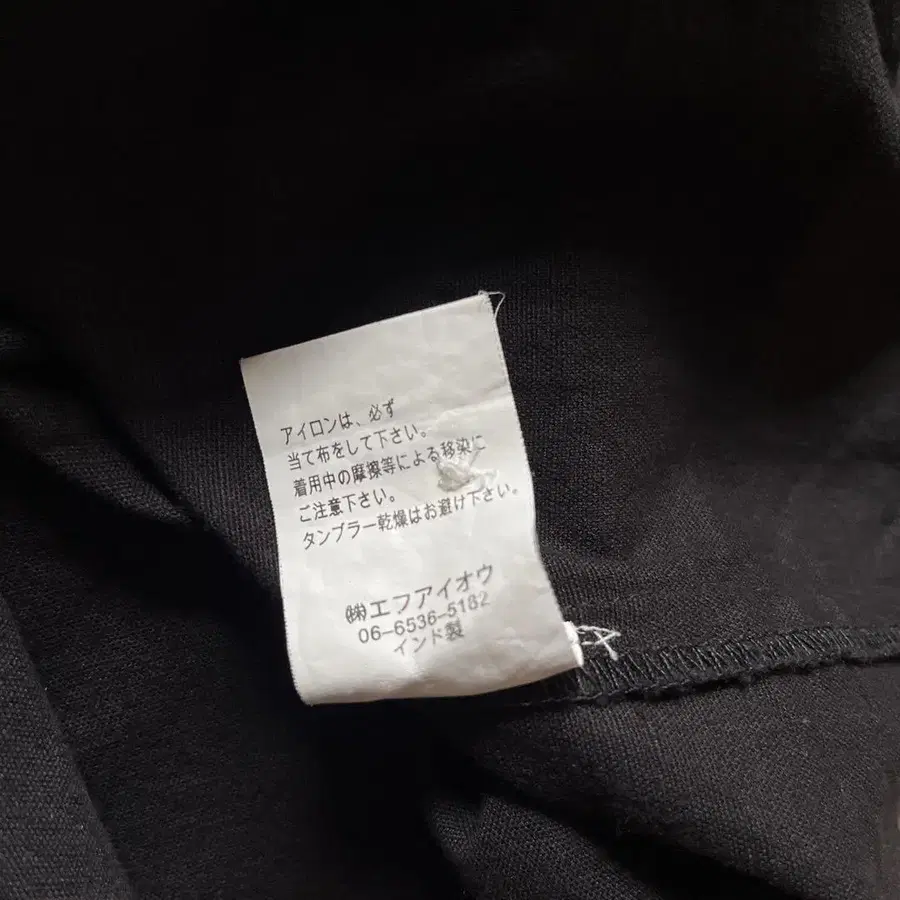 アイロンは、必ず
当て布をして下さい。
着用中の摩擦等による移染に
ご注意下さい。
タンブラー乾燥はお避け下さい。
㈱エフアイオウ
06-6536-5182
インド製